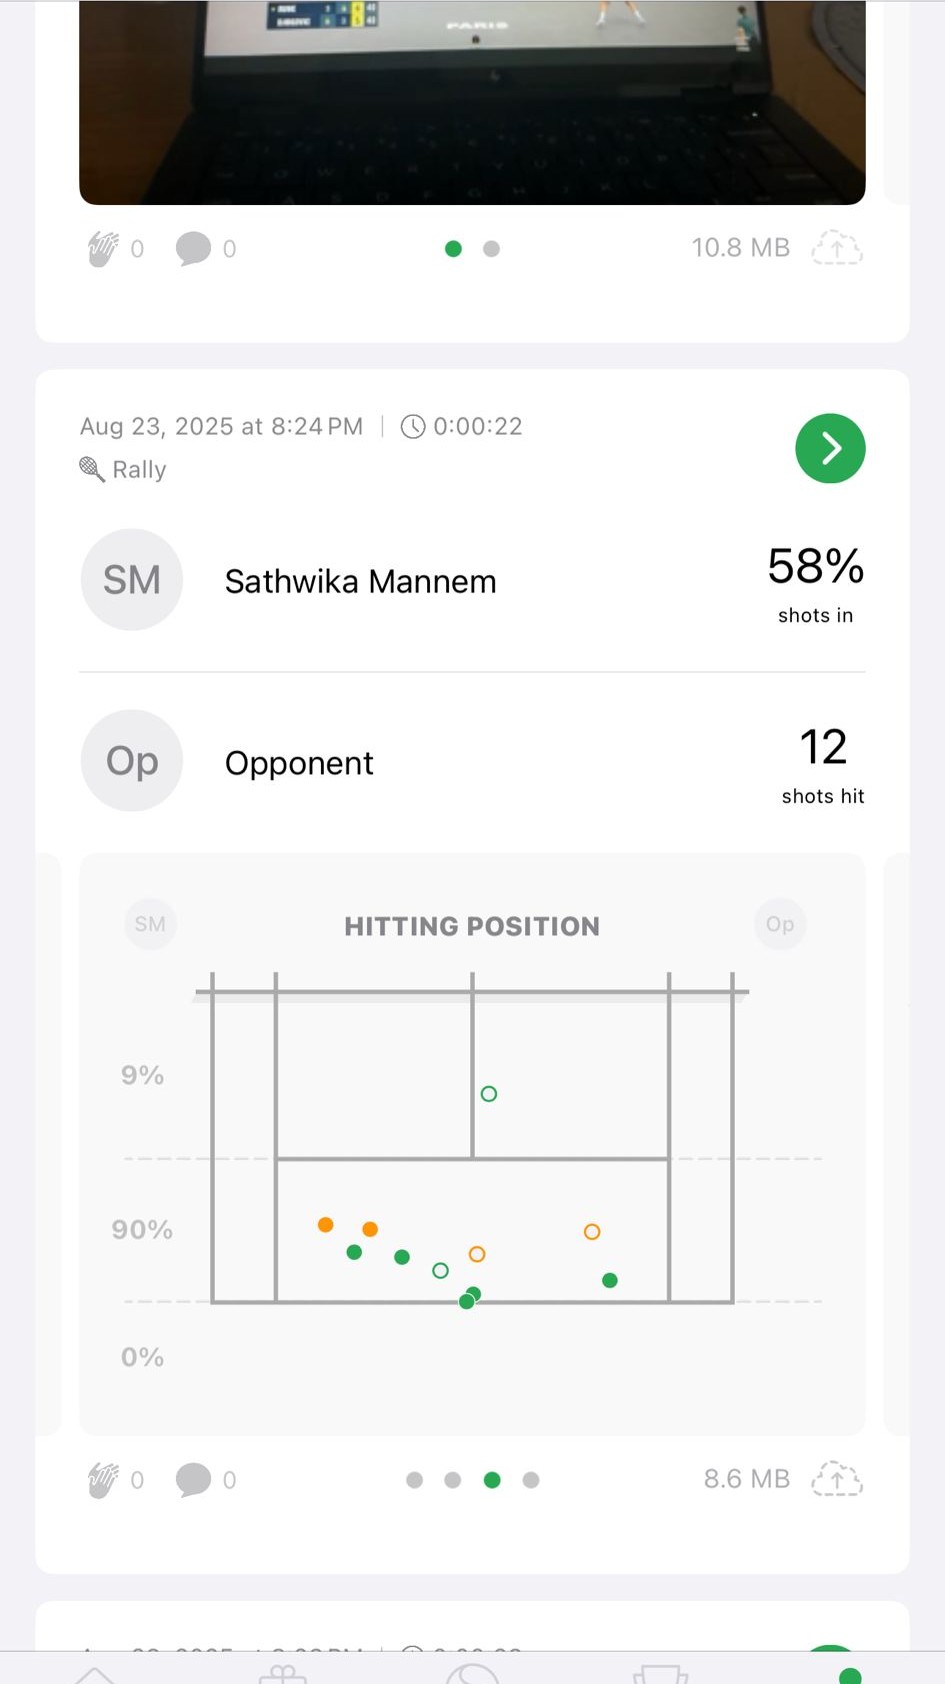 PARIS
0 0 10.8 MB
Aug 23, 2025 at 8:24 PM | 0:00:22
Rally
SM Sathwika Mannem 58%
shots in
Op Opponent 12
shots hit
SM HITTING POSITION Op
9%
90%
0%
0 0 8.6 MB